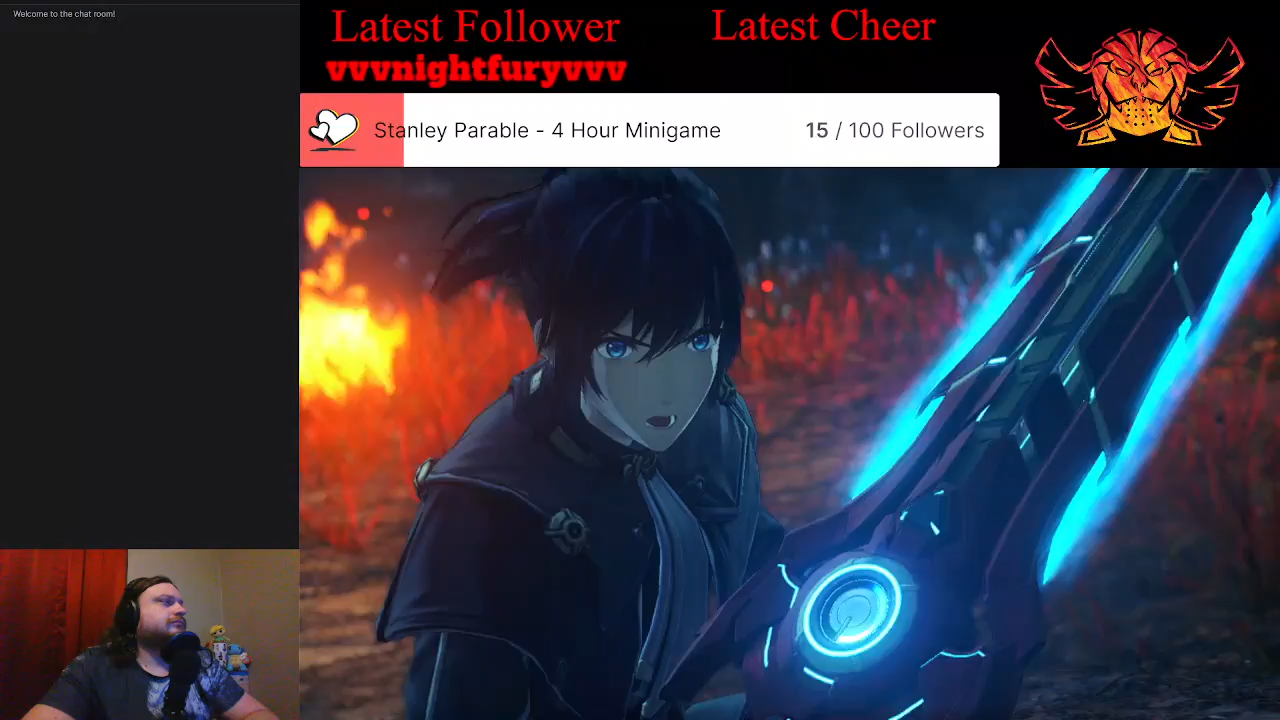 Welcome to the chat room!
Latest Follower
vvvnightfuryvvv
Latest Cheer
Stanley Parable - 4 Hour Minigame
15 / 100 Followers